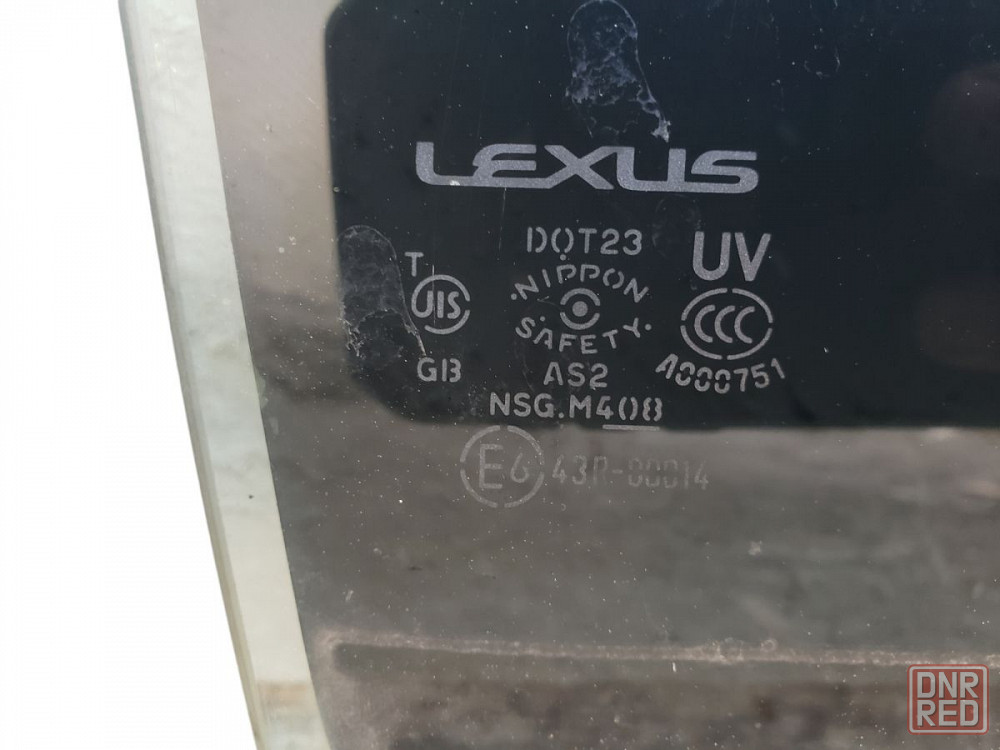 LEXUS
DOT23
UV
T
JIS
NIPPON
SAFETY
CCC
GB
AS2
A000751
NSG.M408
E6 43R-00014
DNR
RED